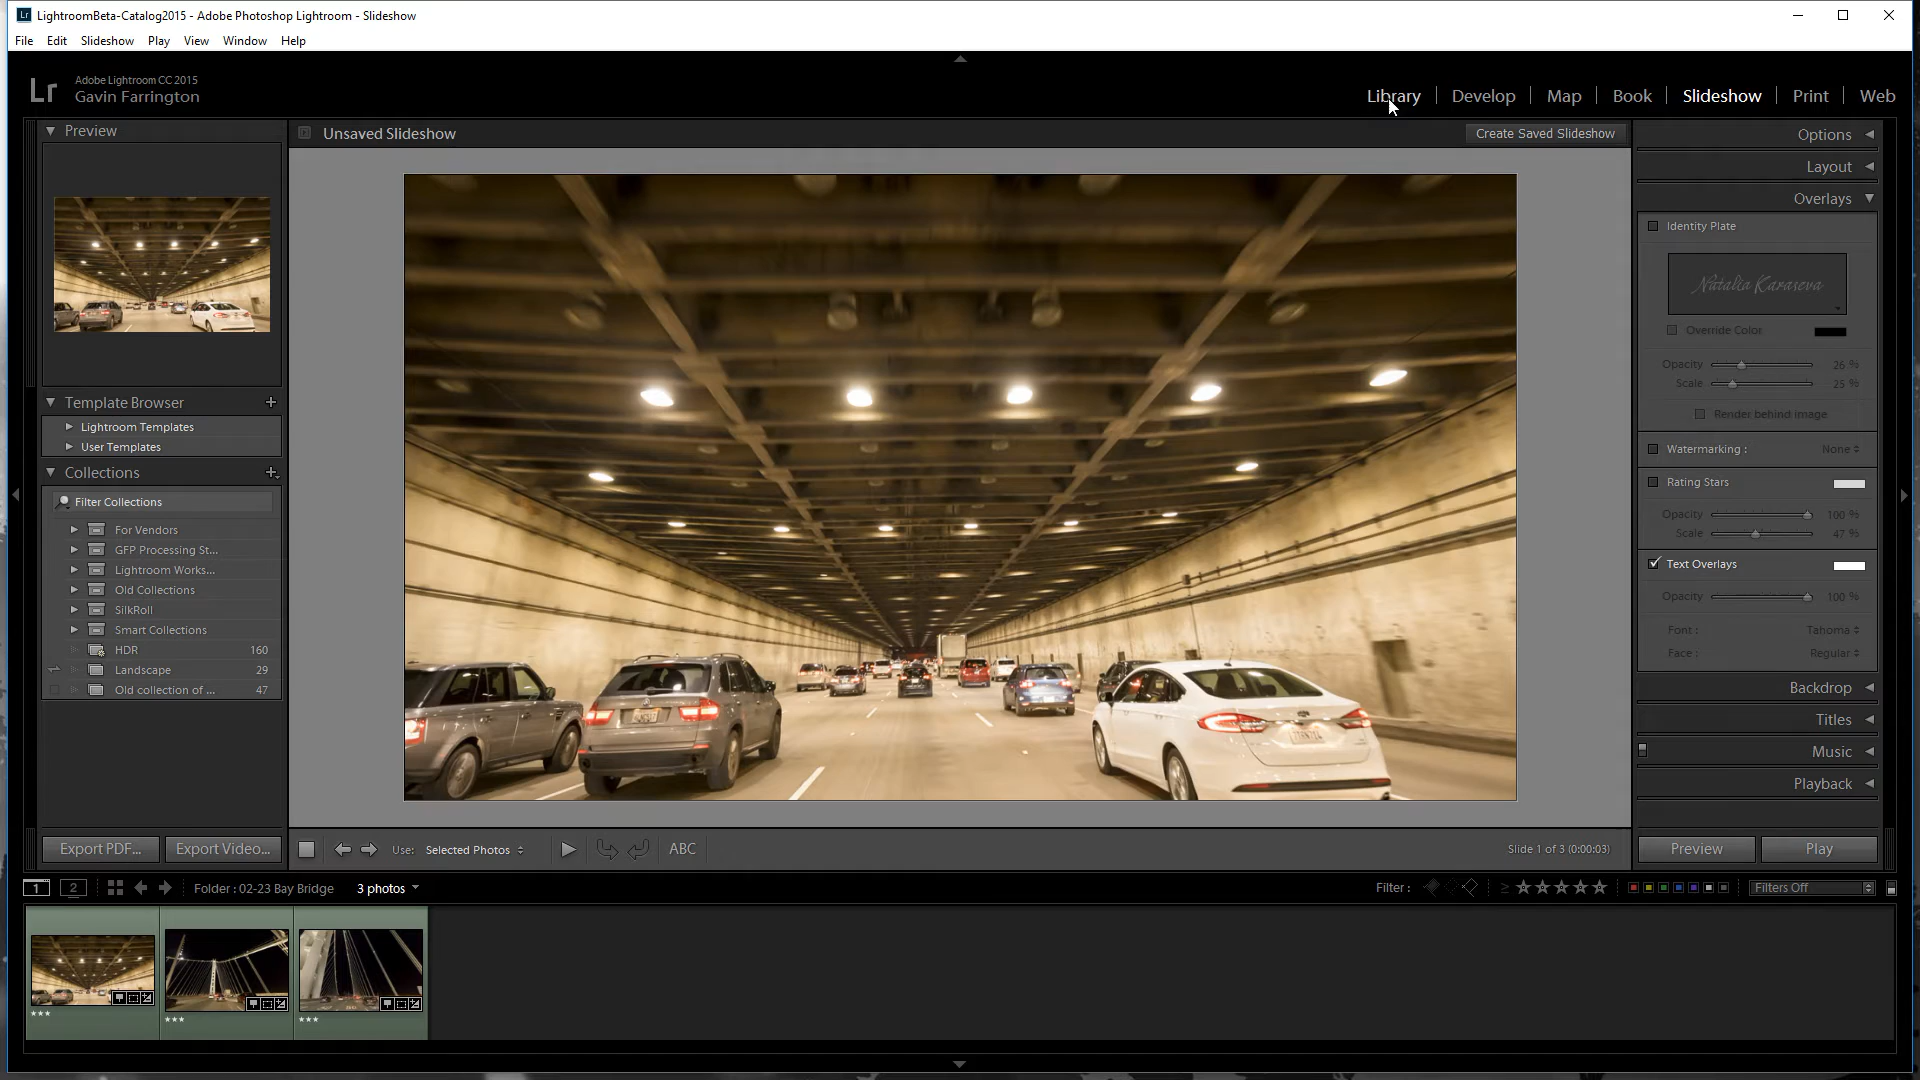 LightroomBeta-Catalog2015 - Adobe Photoshop Lightroom - Slideshow
File Edit Slideshow Play View Window Help
Lr Adobe Lightroom CC 2015
Gavin Farrington
Library Develop Map Book Slideshow Print Web
Preview
Unsaved Slideshow
Create Saved Slideshow
Options
Layout
Overlays
Identity Plate
Natalia Karaseva
Override Color
Opacity 26 %
Scale 25 %
Render behind image
Watermarking : None
Rating Stars
Opacity 100 %
Scale 47 %
Text Overlays
Opacity 100 %
Font : Tahoma
Face : Regular
Backdrop
Titles
Music
Playback
Template Browser
Lightroom Templates
User Templates
Collections
Filter Collections
For Vendors
GFP Processing St...
Lightroom Works...
Old Collections
SilkRoll
Smart Collections
HDR 160
Landscape 29
Old collection of ... 47
Export PDF... Export Video...
Use: Selected Photos ABC Slide 1 of 3 (0:00:03)
Preview Play
1 2 Folder : 02-23 Bay Bridge 3 photos Filter : Filters Off